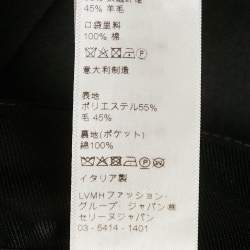 45% 羊毛
口袋里料
100% 棉
意大利制造
表地
ポリエステル55%
毛 45%
裏地(ポケット)
綿100%
イタリア製
LVMHファッション・
グループ・ジャパン㈱
セリーヌジャパン
03-5414-1401